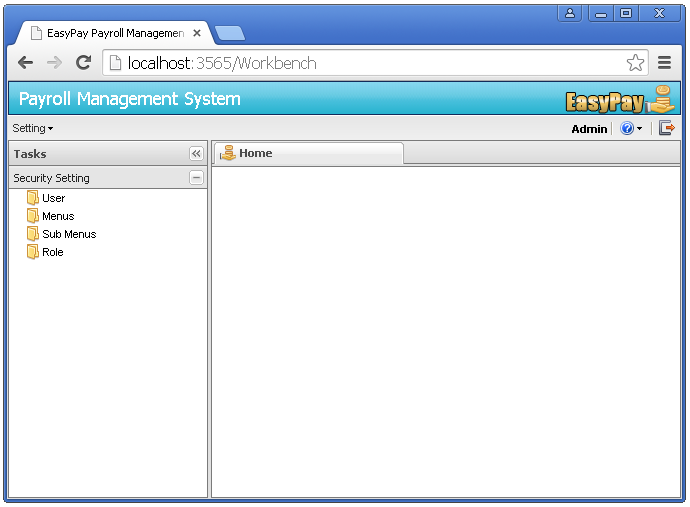 EasyPay Payroll Managemen
localhost:3565/Workbench
Payroll Management System
EasyPay
Setting
Admin
Tasks
Home
Security Setting
User
Menus
Sub Menus
Role